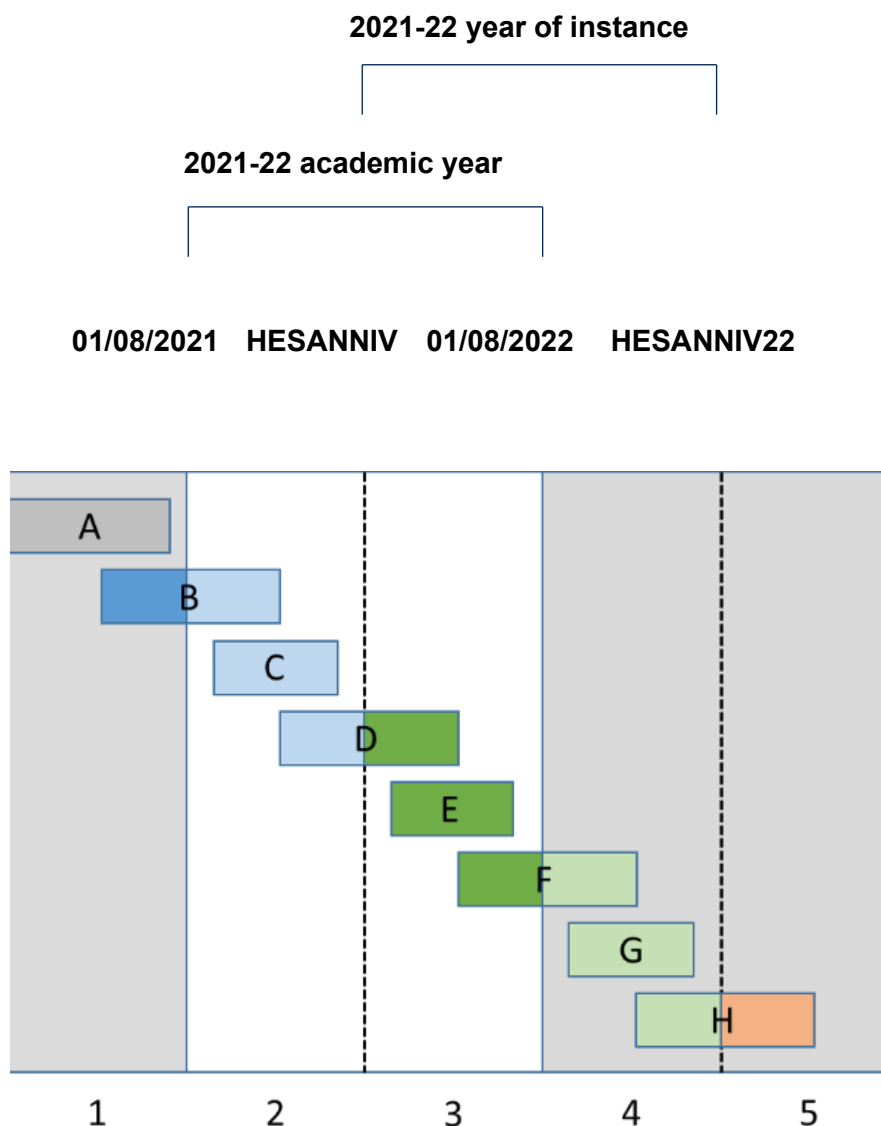 2021-22 year of instance
2021-22 academic year
01/08/2021 HESANNIV 01/08/2022 HESANNIV22
A
B
C
D
E
F
G
H
1 2 3 4 5